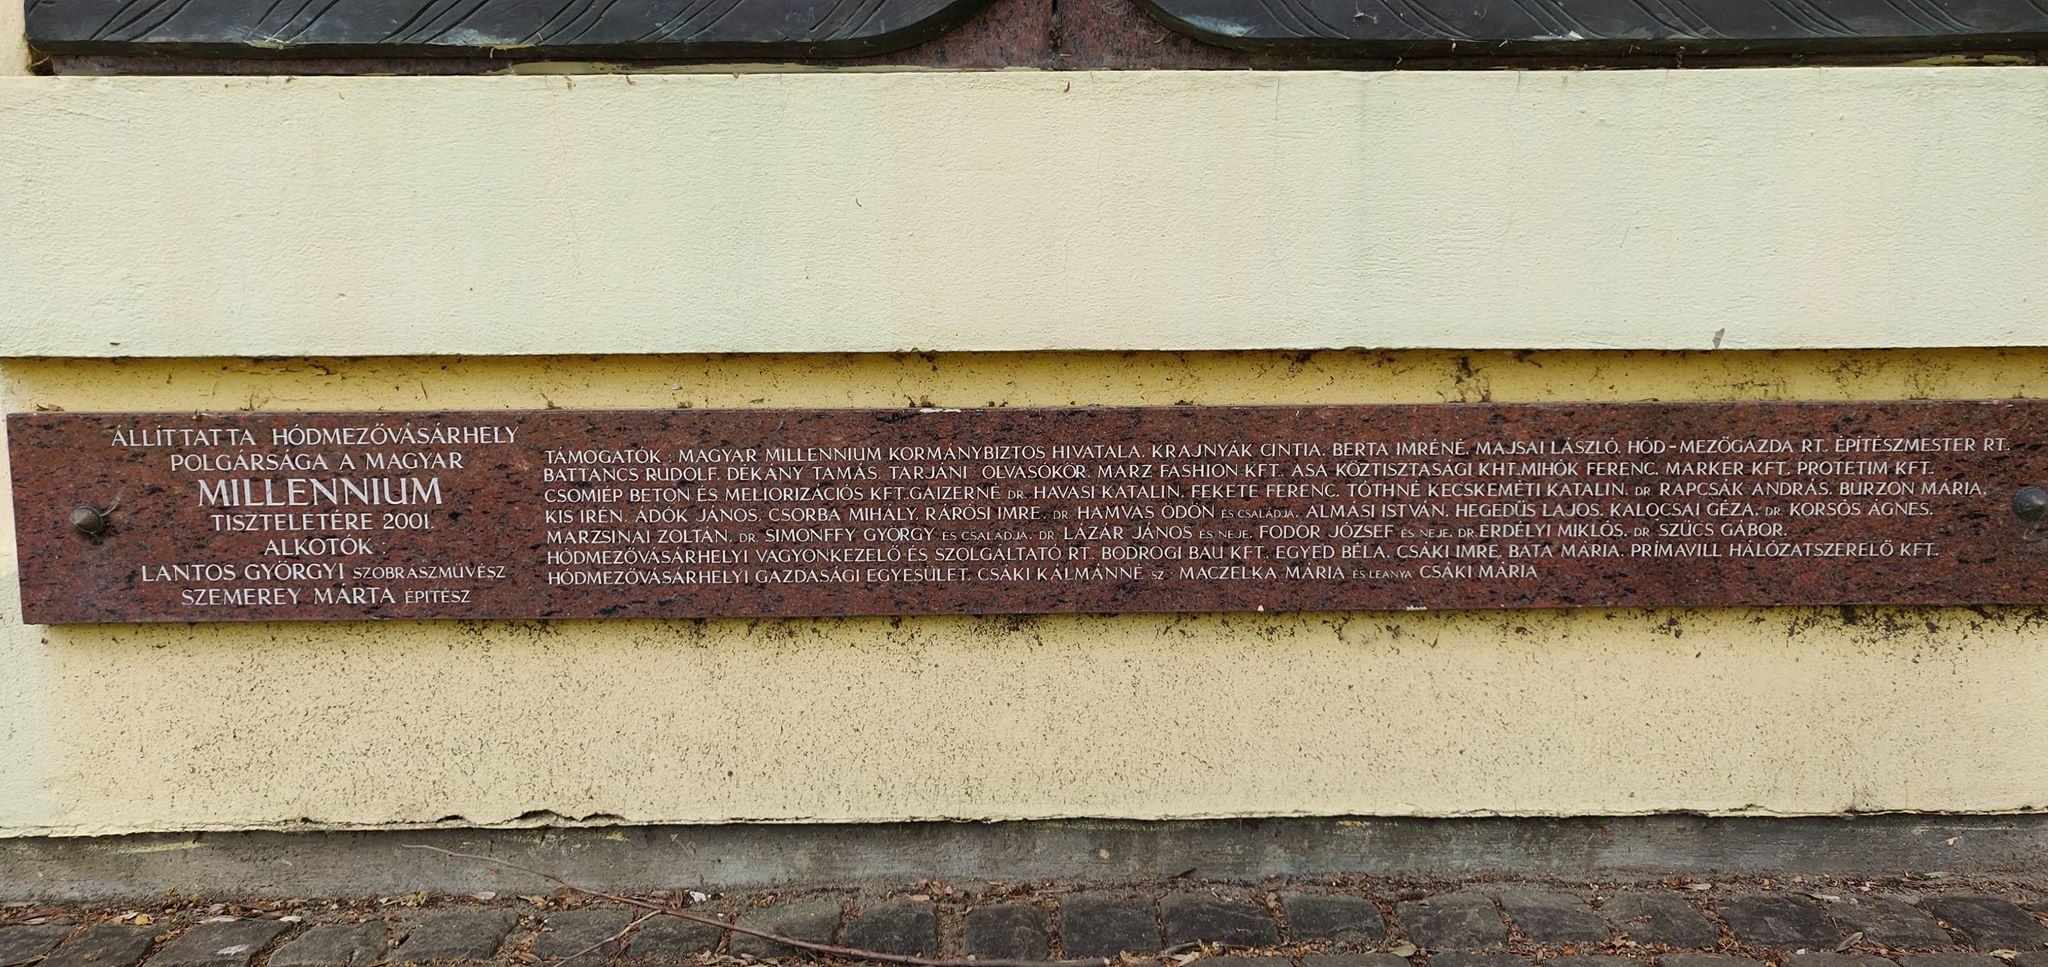 ÁLLÍTTATTA HÓDMEZŐVÁSÁRHELY
POLGÁRSÁGA A MAGYAR
MILLENNIUM
TISZTELETÉRE 2001.
ALKOTÓK :
LANTOS GYÖRGYI SZOBRÁSZMŰVÉSZ
SZEMEREY MÁRTA ÉPÍTÉSZ
TÁMOGATÓK : MAGYAR MILLENNIUM KORMÁNYBIZTOS HIVATALA. KRAJNYÁK CINTIA. BERTA IMRÉNÉ. MAJSAI LÁSZLÓ. HÓD-MEZŐGAZDA RT. ÉPÍTÉSZMESTER RT.
BATTANCS RUDOLF. DÉKÁNY TAMÁS. TARJÁNI OLVASÓKÖR. MARZ FASHION KFT. ASA KÖZTISZTASÁGI KHT. MIHÓK FERENC. MARKER KFT. PROTETIM KFT.
CSOMIÉP BETON ÉS MELIORIZÁCIÓS KFT. GAIZERNÉ DR. HAVASI KATALIN. FEKETE FERENC. TÓTHNÉ KECSKEMÉTI KATALIN. DR RAPCSÁK ANDRÁS. BURZON MÁRIA.
KIS IRÉN. ÁDÓK JÁNOS. CSORBA MIHÁLY. RÁRÓSI IMRE. DR. HAMVAS ÖDÖN ÉS CSALÁDJA. ALMÁSI ISTVÁN. HEGEDŰS LAJOS. KALOCSAI GÉZA. DR. KORSÓS ÁGNES.
MARZSINAI ZOLTÁN. DR. SIMONFFY GYÖRGY ÉS CSALÁDJA. DR. LÁZÁR JÁNOS ÉS NEJE. FODOR JÓZSEF ÉS NEJE. DR. ERDÉLYI MIKLÓS. DR. SZŰCS GÁBOR.
HÓDMEZŐVÁSÁRHELYI VAGYONKEZELŐ ÉS SZOLGÁLTATÓ RT. BODROGI BAU KFT. EGYED BÉLA. CSÁKI IMRE. BATA MÁRIA. PRÍMAVILL HÁLÓZATSZERELŐ KFT.
HÓDMEZŐVÁSÁRHELYI GAZDASÁGI EGYESÜLET. CSÁKI KÁLMÁNNÉ SZ : MACZELKA MÁRIA ÉS LEÁNYA CSÁKI MÁRIA